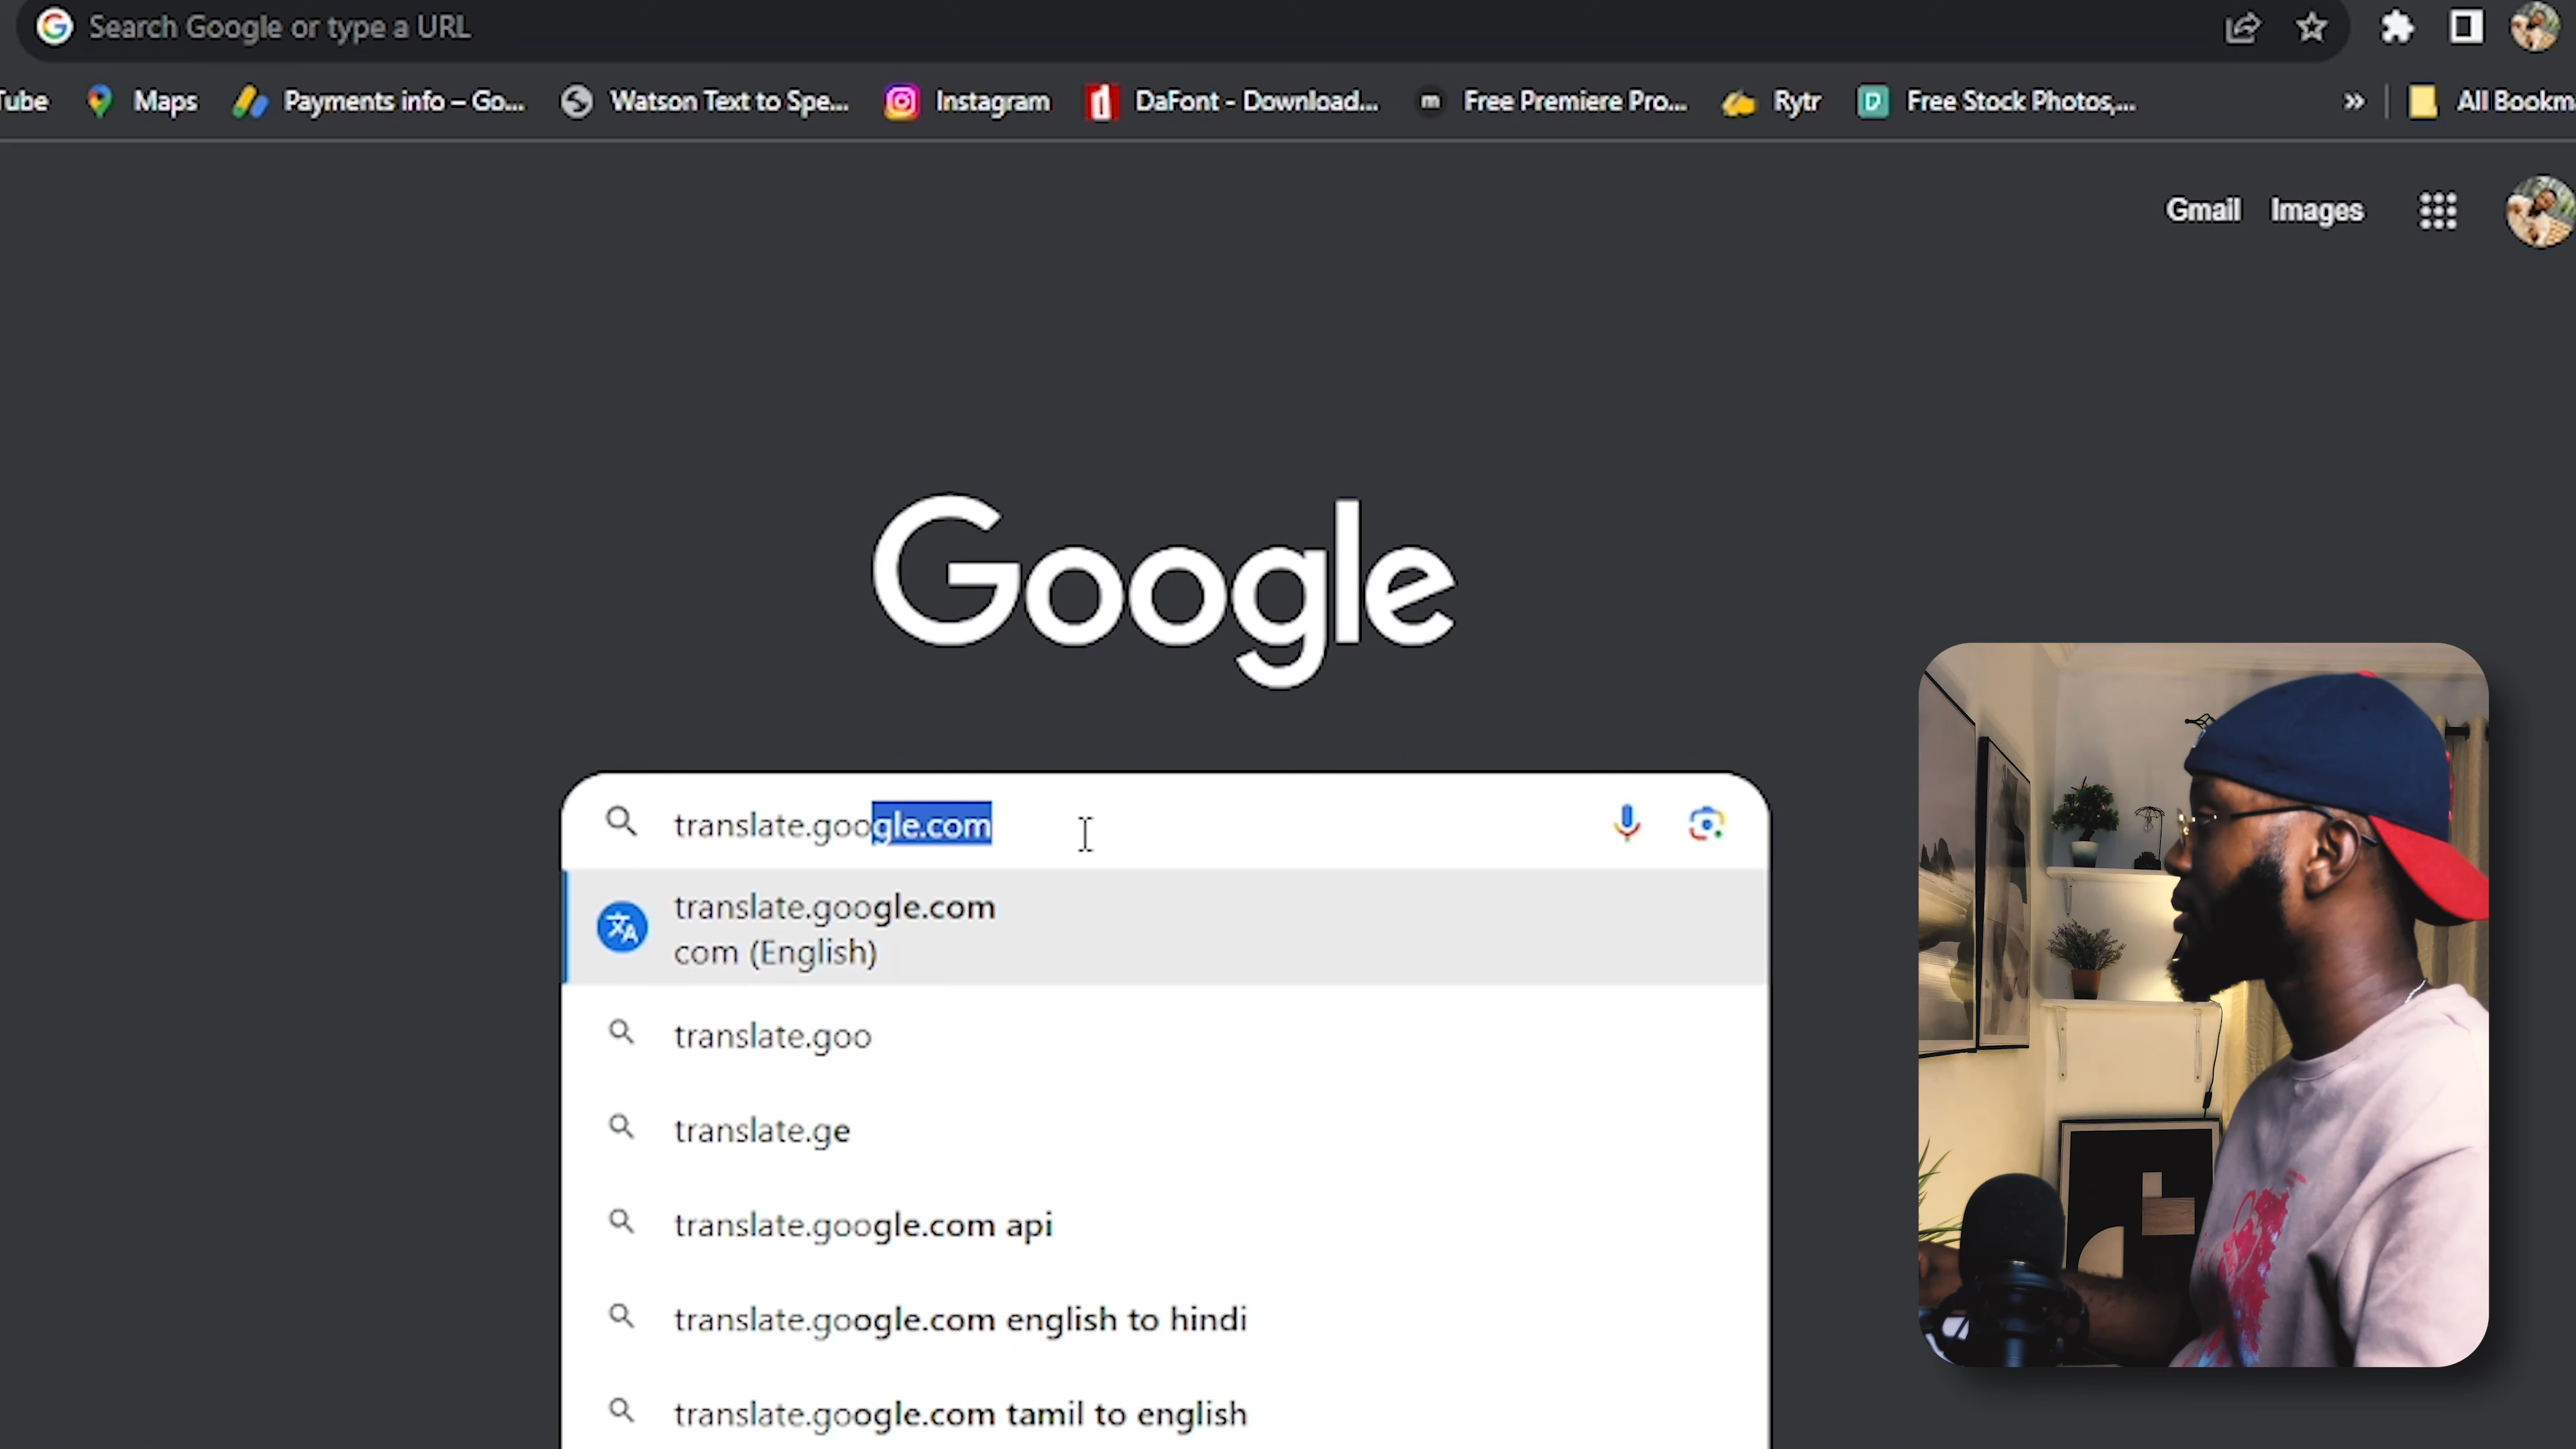 Search Google or type a URL
Tube Maps Payments info – Go... Watson Text to Spe... Instagram DaFont - Download... m Free Premiere Pro... Rytr D Free Stock Photos,... » All Bookm
Gmail Images
Google
translate.google.com
translate.google.com
com (English)
translate.goo
translate.ge
translate.google.com api
translate.google.com english to hindi
translate.google.com tamil to english